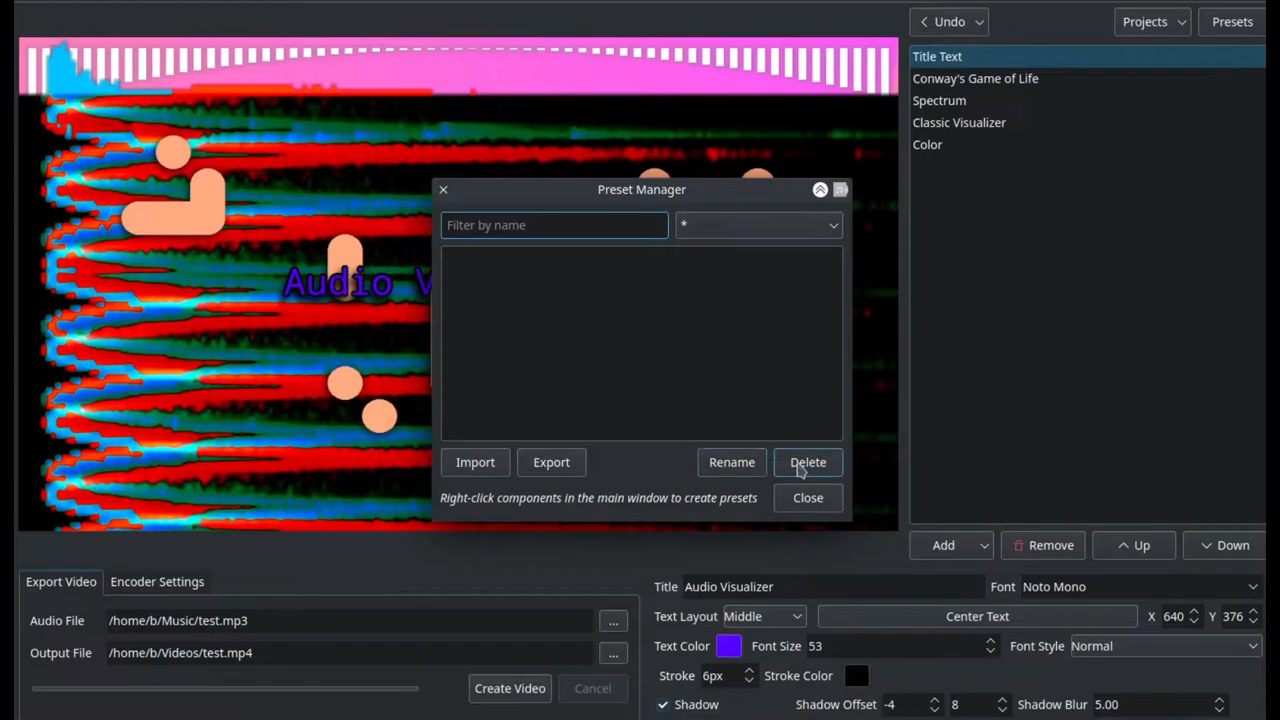 Undo
Projects
Presets
Title Text
Conway's Game of Life
Spectrum
Classic Visualizer
Color
Audio V
Preset Manager
Filter by name
*
Import
Export
Rename
Delete
Right-click components in the main window to create presets
Close
Add
Remove
Up
Down
Export Video
Encoder Settings
Audio File
/home/b/Music/test.mp3
...
Output File
/home/b/Videos/test.mp4
...
Create Video
Cancel
Title
Audio Visualizer
Font
Noto Mono
Text Layout
Middle
Center Text
X
640
Y
376
Text Color
Font Size
53
Font Style
Normal
Stroke
6px
Stroke Color
Shadow
Shadow Offset
-4
8
Shadow Blur
5.00